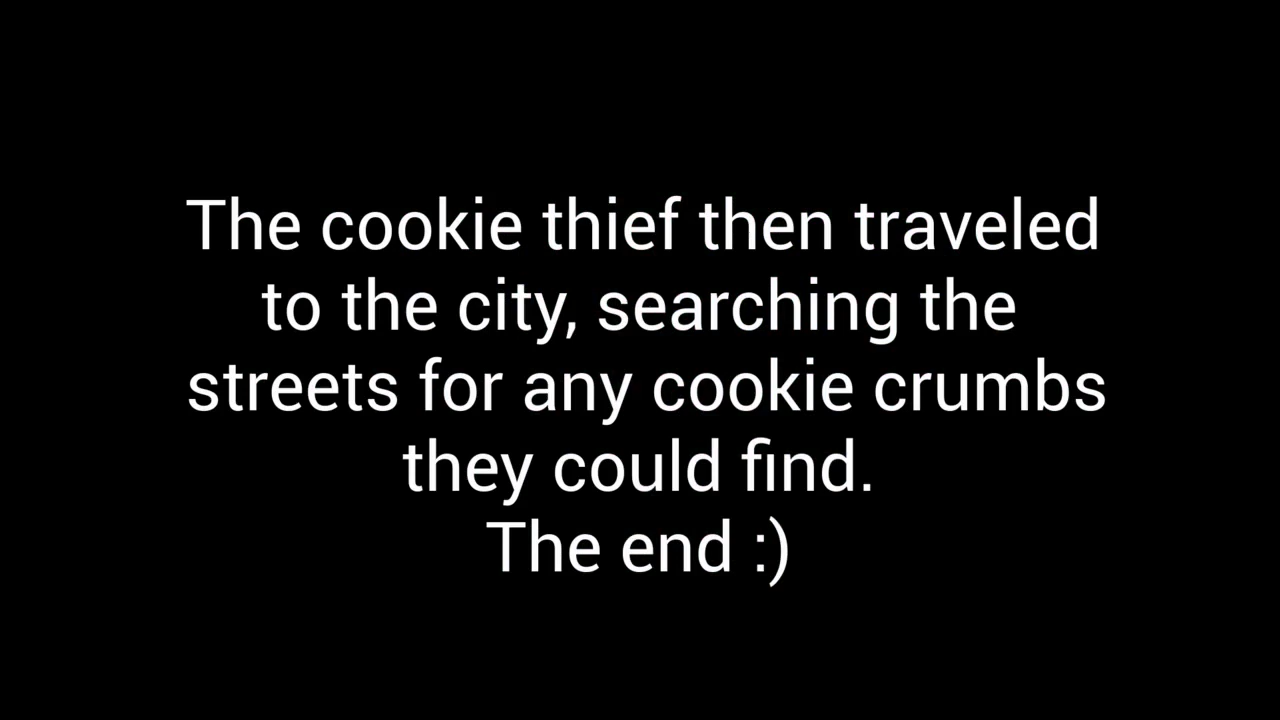 The cookie thief then traveled
to the city, searching the
streets for any cookie crumbs
they could find.
The end :)